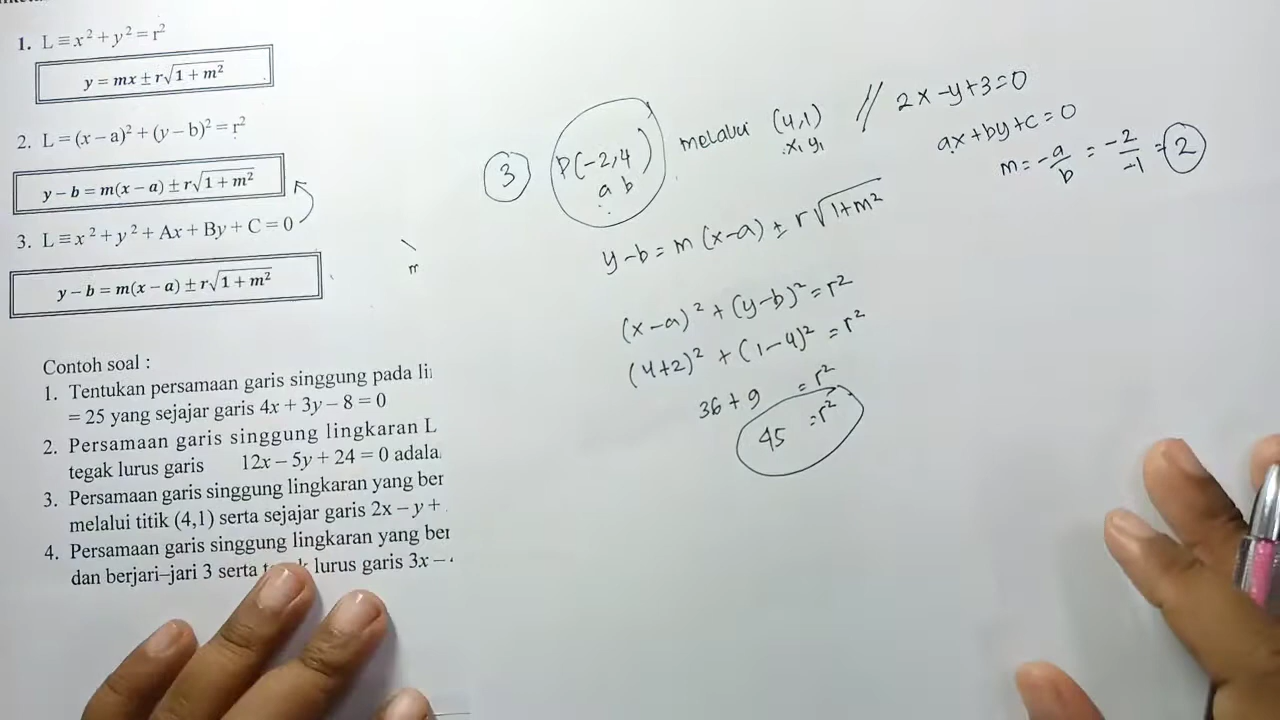 1. L ≡ x² + y² = r²
y = mx ± r√1 + m²
2. L = (x – a)² + (y – b)² = r²
y – b = m(x – a) ± r√1 + m²
3. L ≡ x² + y² + Ax + By + C = 0
y – b = m(x – a) ± r√1 + m²
Contoh soal :
1. Tentukan persamaan garis singgung pada
= 25 yang sejajar garis 4x + 3y – 8 = 0
2. Persamaan garis singgung lingkaran L
tegak lurus garis 12x – 5y + 24 = 0
3. Persamaan garis singgung lingkaran yang
melalui titik (4,1) serta sejajar garis 2x – y +
4. Persamaan garis singgung lingkaran yang
dan berjari–jari 3 serta lurus garis 3x –
3 P(-2,4) melalui (4,1) // 2x - y + 3 = 0
a b x₁ y₁
ax + by + c = 0
m = -a/b = -2/-1 = 2
y - b = m (x - a) ± r √1+m²
(x - a)² + (y - b)² = r²
(4+2)² + (1 - 4)² = r²
36 + 9 = r²
45 = r²